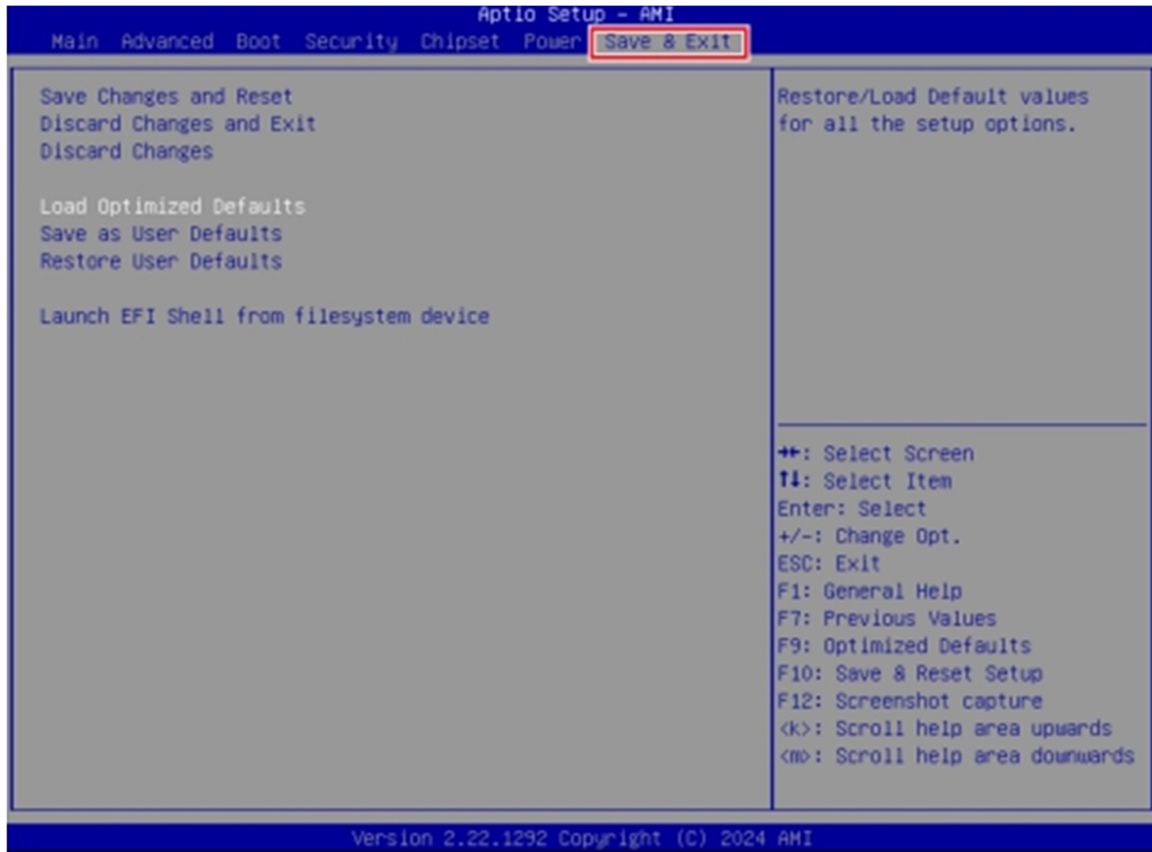 Aptio Setup – AMI
Main Advanced Boot Security Chipset Power Save & Exit
Save Changes and Reset
Discard Changes and Exit
Discard Changes
Load Optimized Defaults
Save as User Defaults
Restore User Defaults
Launch EFI Shell from filesystem device
Restore/Load Default values
for all the setup options.
→←: Select Screen
↑↓: Select Item
Enter: Select
+/-: Change Opt.
ESC: Exit
F1: General Help
F7: Previous Values
F9: Optimized Defaults
F10: Save & Reset Setup
F12: Screenshot capture
<k>: Scroll help area upwards
<m>: Scroll help area downwards
Version 2.22.1292 Copyright (C) 2024 AMI